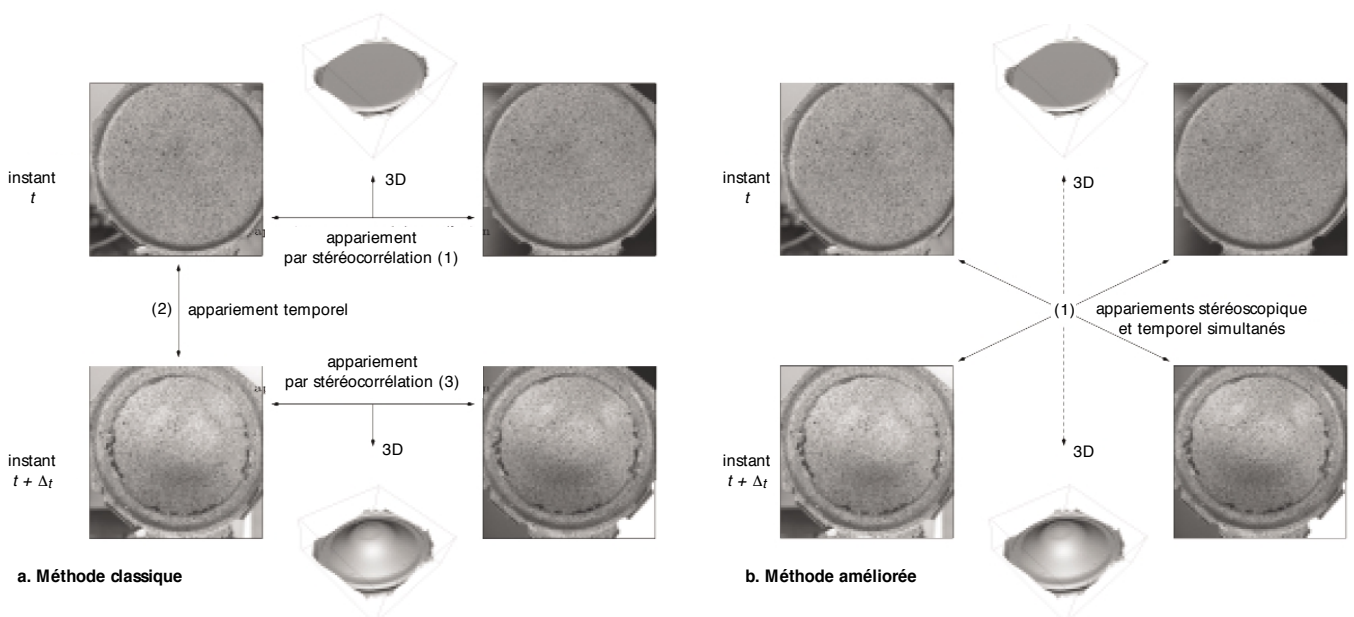 instant
t
3D
appariement
par stéréocorrélation (1)
(2) appariement temporel
appariement
par stéréocorrélation (3)
instant
t + Δt
3D
a. Méthode classique
instant
t
3D
(1) appariements stéréoscopique
et temporel simultanés
instant
t + Δt
3D
b. Méthode améliorée